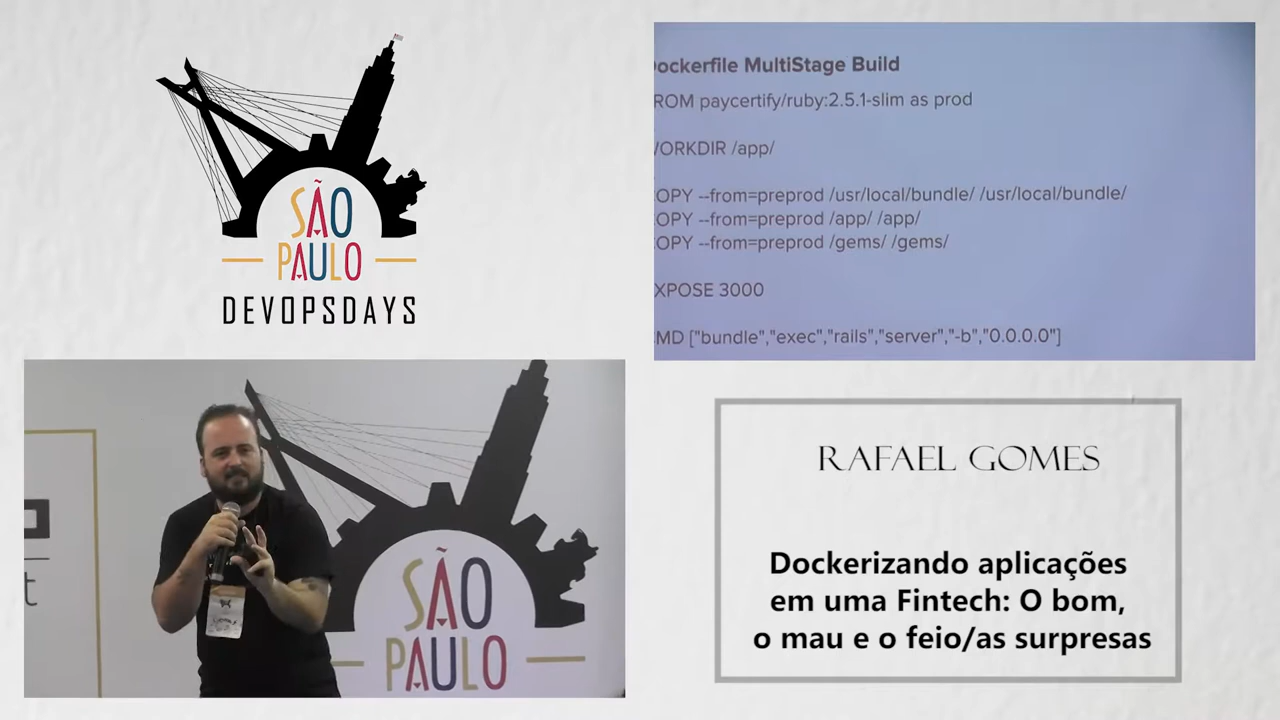 SÃO
PAULO
DEVOPSDAYS
ockerfile MultiStage Build
ROM paycertify/ruby:2.5.1-slim as prod
ORKDIR /app/
OPY --from=preprod /usr/local/bundle/ /usr/local/bundle/
OPY --from=preprod /app/ /app/
OPY --from=preprod /gems/ /gems/
XPOSE 3000
MD ["bundle","exec","rails","server","-b","0.0.0.0"]
SÃO
PAULO
RAFAEL GOMES
Dockerizando aplicações
em uma Fintech: O bom,
o mau e o feio/as surpresas